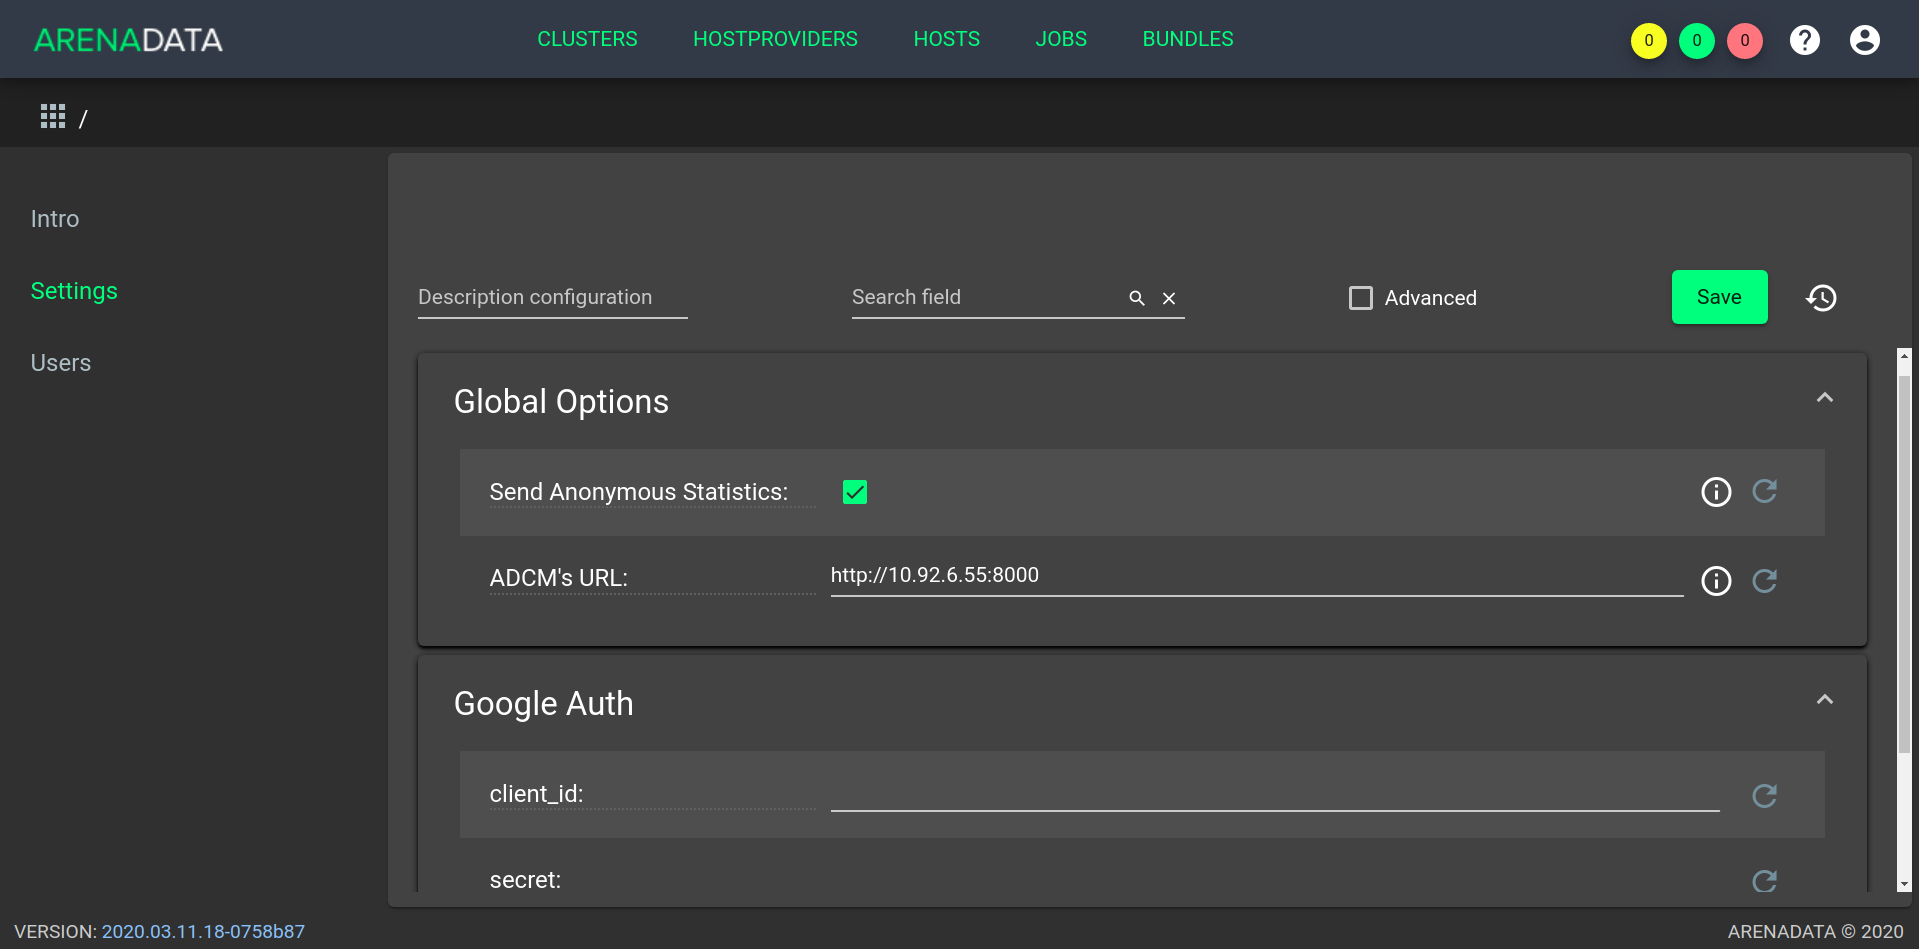 ARENADATA
CLUSTERS HOSTPROVIDERS HOSTS JOBS BUNDLES
0 0 0
/
Intro
Settings
Users
Description configuration Search field Advanced Save
Global Options
Send Anonymous Statistics:
ADCM's URL: http://10.92.6.55:8000
Google Auth
client_id:
secret:
VERSION: 2020.03.11.18-0758b87 ARENADATA © 2020